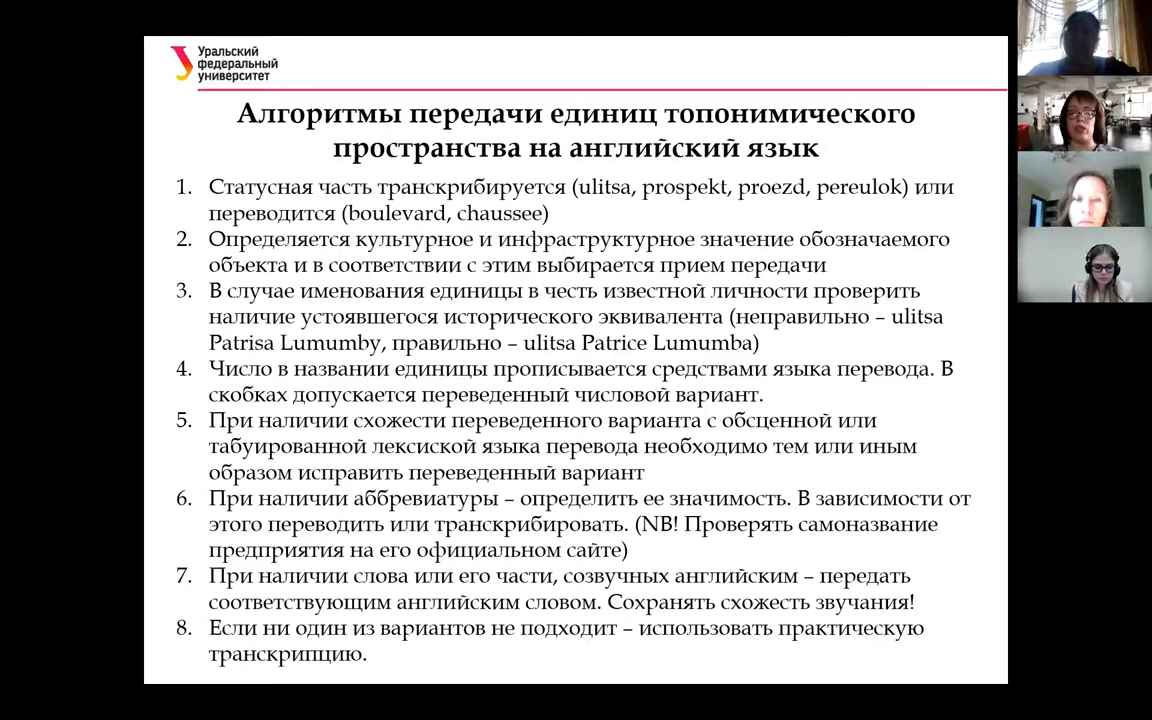 Уральский
федеральный
университет
Алгоритмы передачи единиц топонимического
пространства на английский язык
1. Статусная часть транскрибируется (ulitsa, prospekt, proezd, pereulok) или
переводится (boulevard, chaussee)
2. Определяется культурное и инфраструктурное значение обозначаемого
объекта и в соответствии с этим выбирается прием передачи
3. В случае именования единицы в честь известной личности проверить
наличие устоявшегося исторического эквивалента (неправильно – ulitsa
Patrisa Lumumby, правильно – ulitsa Patrice Lumumba)
4. Число в названии единицы прописывается средствами языка перевода. В
скобках допускается переведенный числовой вариант.
5. При наличии схожести переведенного варианта с обсценной или
табуированной лексиской языка перевода необходимо тем или иным
образом исправить переведенный вариант
6. При наличии аббревиатуры – определить ее значимость. В зависимости от
этого переводить или транскрибировать. (NB! Проверять самоназвание
предприятия на его официальном сайте)
7. При наличии слова или его части, созвучных английским – передать
соответствующим английским словом. Сохранять схожесть звучания!
8. Если ни один из вариантов не подходит – использовать практическую
транскрипцию.